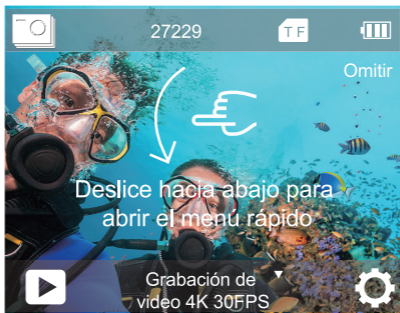 27229
TF
Omitir
Deslice hacia abajo para
abrir el menú rápido
Grabación de
video 4K 30FPS